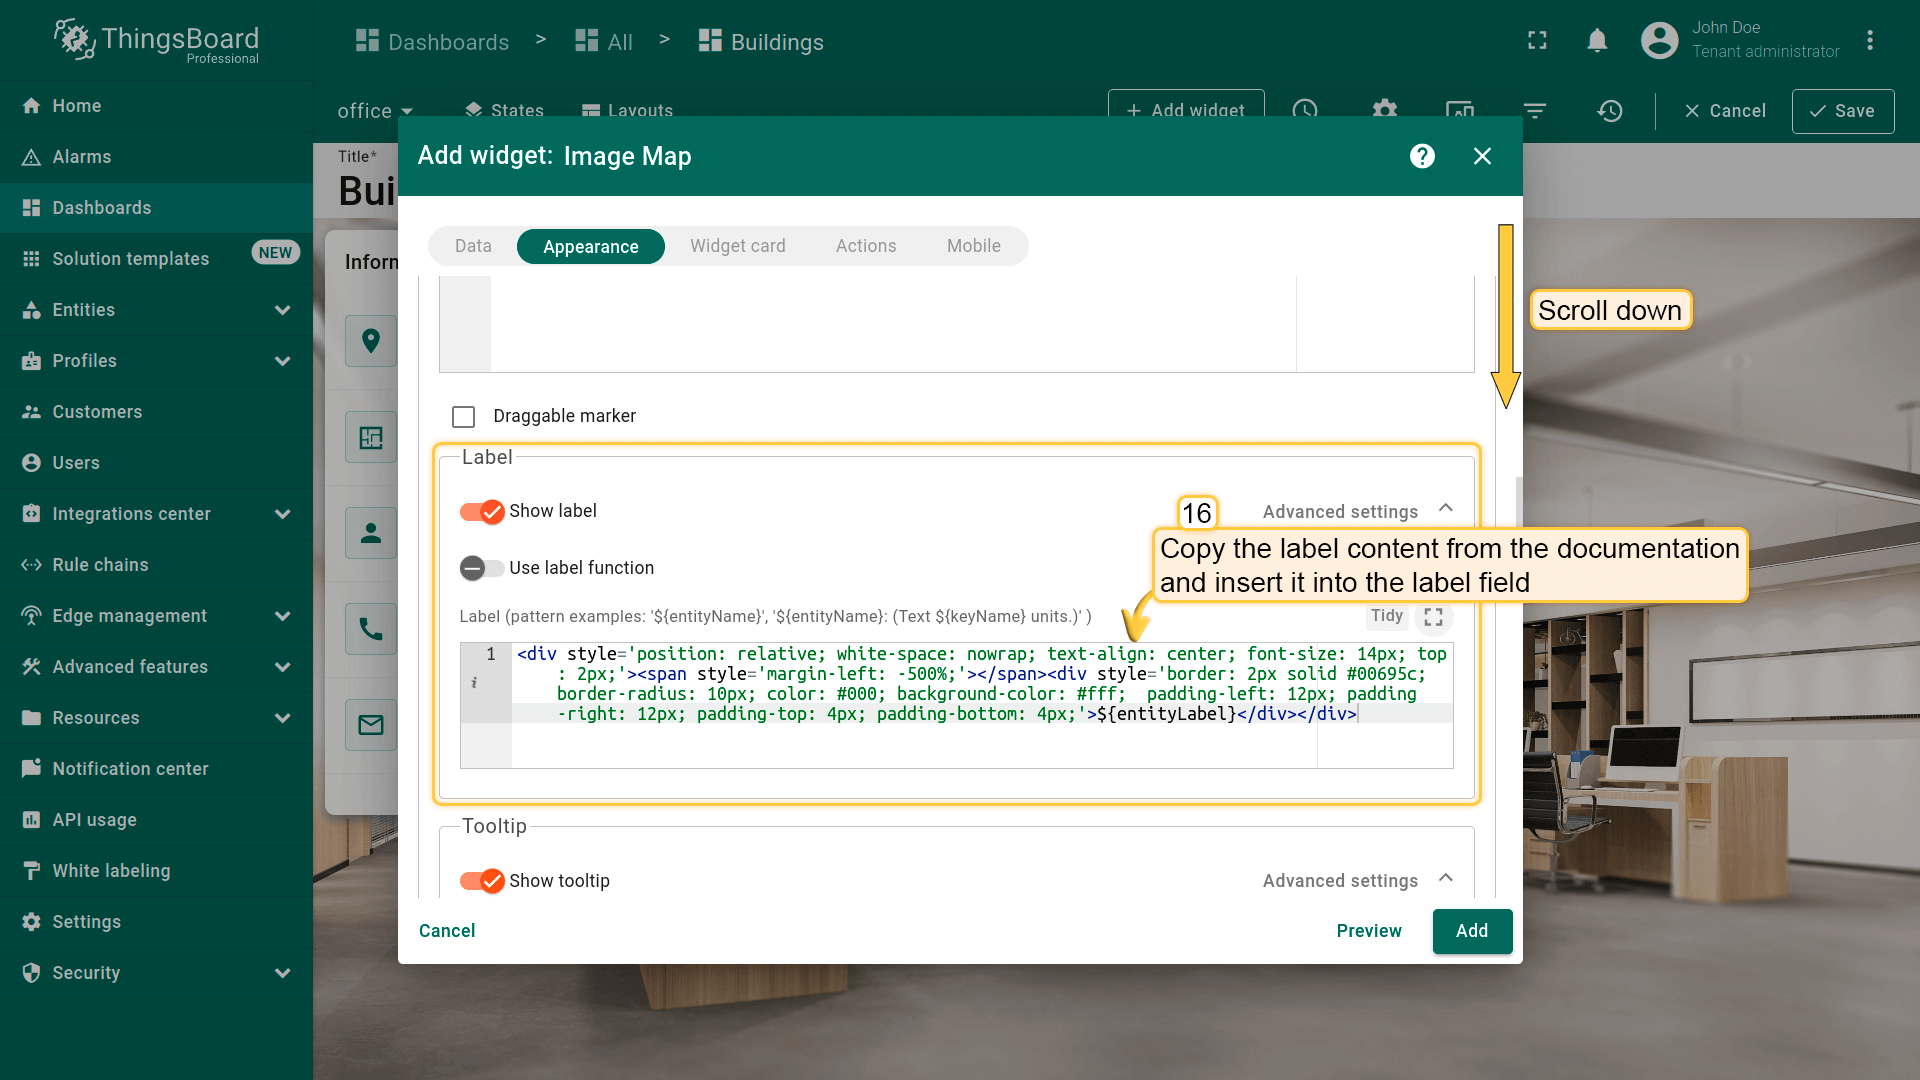 ThingsBoard
Professional
Home
Alarms
Dashboards
Solution templates NEW
Entities
Profiles
Customers
Users
Integrations center
Rule chains
Edge management
Advanced features
Resources
Notification center
API usage
White labeling
Settings
Security
Dashboards > All > Buildings
John Doe
Tenant administrator
office States Layouts + Add widget Cancel Save
Title*
Bui
Inforn
Add widget: Image Map
Data Appearance Widget card Actions Mobile
Scroll down
Draggable marker
Label
Show label
Advanced settings
16
Copy the label content from the documentation
and insert it into the label field
Use label function
Label (pattern examples: '${entityName}', '${entityName}: (Text ${keyName} units.)' )
Tidy
1 <div style='position: relative; white-space: nowrap; text-align: center; font-size: 14px; top
: 2px;'><span style='margin-left: -500%;'></span><div style='border: 2px solid #00695c;
border-radius: 10px; color: #000; background-color: #fff;  padding-left: 12px; padding
-right: 12px; padding-top: 4px; padding-bottom: 4px;'>${entityLabel}</div></div>
Tooltip
Show tooltip
Advanced settings
Cancel Preview Add